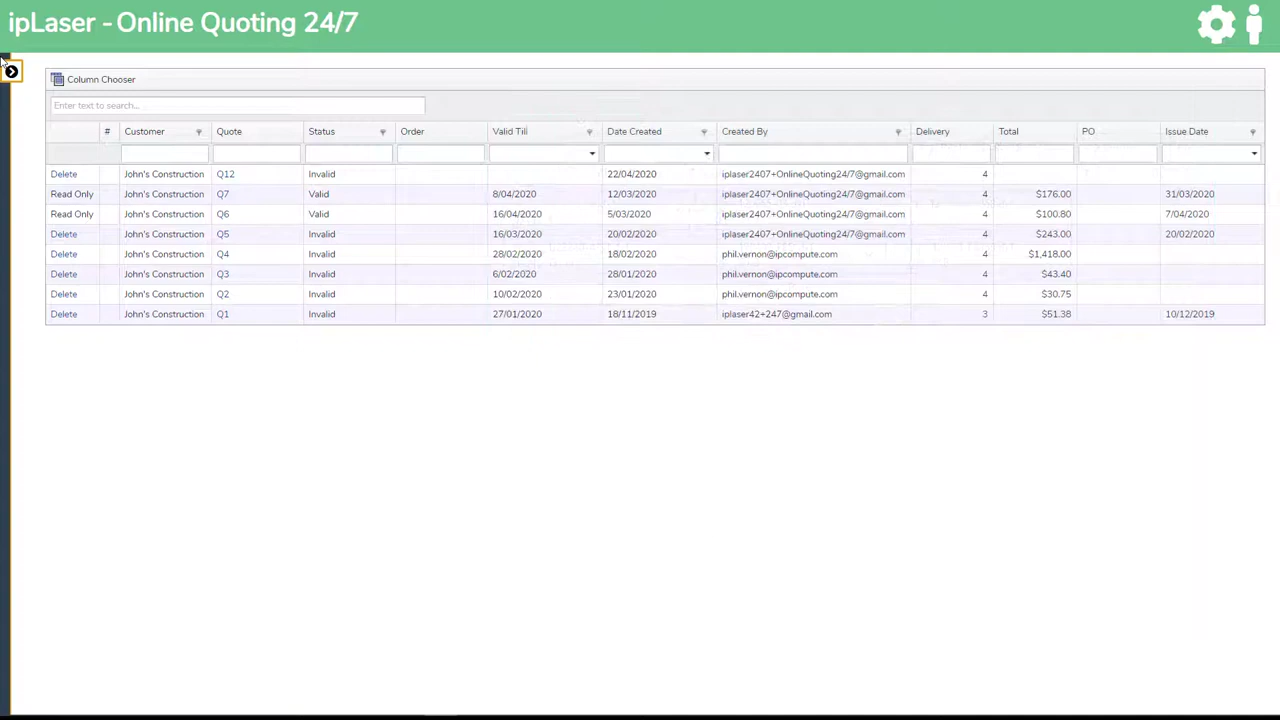 ipLaser - Online Quoting 24/7
Column Chooser
Enter text to search...
# Customer Quote Status Order Valid Till Date Created Created By Delivery Total PO Issue Date
Delete John's Construction Q12 Invalid 22/04/2020 iplaser2407+OnlineQuoting24/7@gmail.com 4
Read Only John's Construction Q7 Valid 8/04/2020 12/03/2020 iplaser2407+OnlineQuoting24/7@gmail.com 4 $176.00 31/03/2020
Read Only John's Construction Q6 Valid 16/04/2020 5/03/2020 iplaser2407+OnlineQuoting24/7@gmail.com 4 $100.80 7/04/2020
Delete John's Construction Q5 Invalid 16/03/2020 20/02/2020 iplaser2407+OnlineQuoting24/7@gmail.com 4 $243.00 20/02/2020
Delete John's Construction Q4 Invalid 28/02/2020 18/02/2020 phil.vernon@ipcompute.com 4 $1,418.00
Delete John's Construction Q3 Invalid 6/02/2020 28/01/2020 phil.vernon@ipcompute.com 4 $43.40
Delete John's Construction Q2 Invalid 10/02/2020 23/01/2020 phil.vernon@ipcompute.com 4 $30.75
Delete John's Construction Q1 Invalid 27/01/2020 18/11/2019 iplaser42+247@gmail.com 3 $51.38 10/12/2019